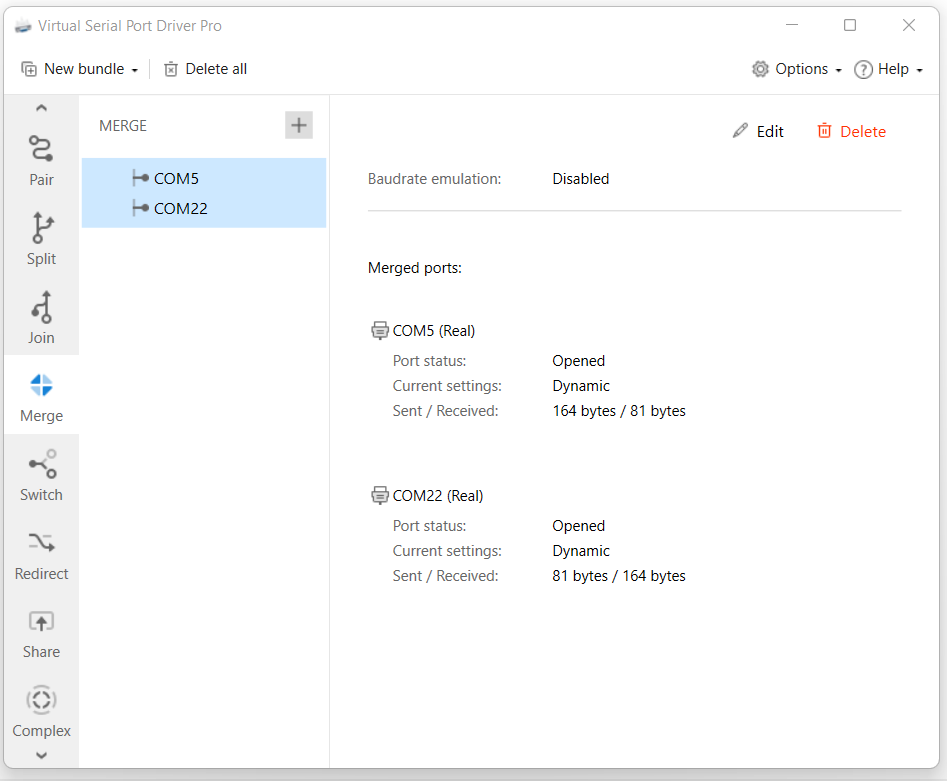 Virtual Serial Port Driver Pro
New bundle
Delete all
Options
? Help
Pair
Split
Join
Merge
Switch
Redirect
Share
Complex
MERGE
COM5
COM22
Edit
Delete
Baudrate emulation: Disabled
Merged ports:
COM5 (Real)
Port status: Opened
Current settings: Dynamic
Sent / Received: 164 bytes / 81 bytes
COM22 (Real)
Port status: Opened
Current settings: Dynamic
Sent / Received: 81 bytes / 164 bytes